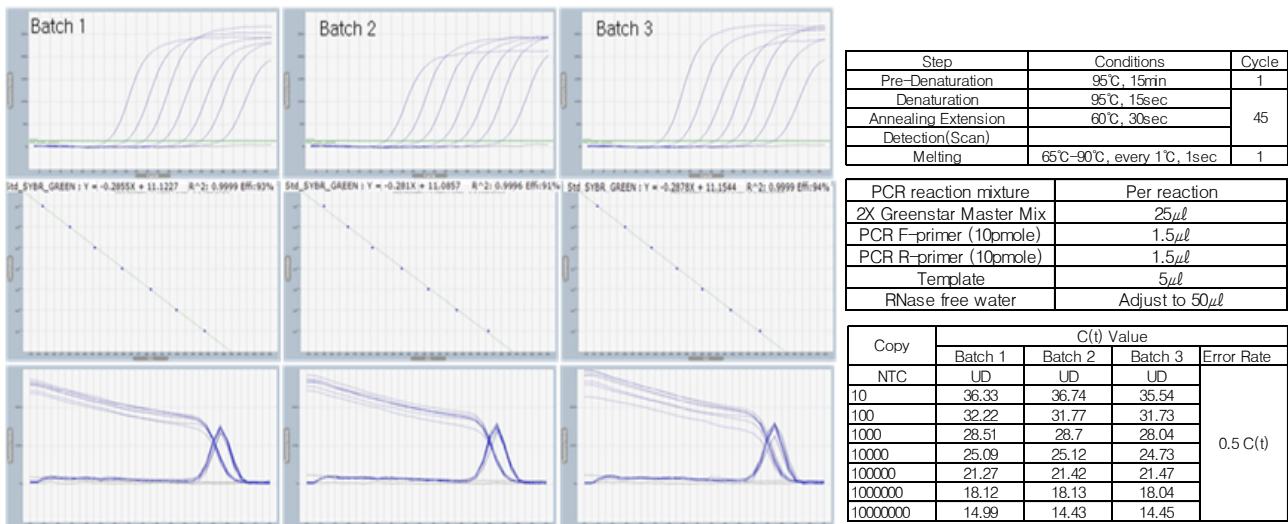 Batch 1
Batch 2
Batch 3
Std_SYBR_GREEN : Y = -0.2855X + 11.1227 R^2: 0.9999 Effi:93%
Std_SYBR_GREEN : Y = -0.281X + 11.0857 R^2: 0.9996 Effi:91%
Std_SYBR_GREEN : Y = -0.2878X + 11.1544 R^2: 0.9999 Effi:94%
Step Conditions Cycle
Pre-Denaturation 95℃, 15min 1
Denaturation 95℃, 15sec
Annealing Extension 60℃, 30sec 45
Detection(Scan)
Melting 65℃-90℃, every 1℃, 1sec 1
PCR reaction mixture Per reaction
2X Greenstar Master Mix 25㎕
PCR F-primer (10pmole) 1.5㎕
PCR R-primer (10pmole) 1.5㎕
Template 5㎕
RNase free water Adjust to 50㎕
Copy C(t) Value
Batch 1 Batch 2 Batch 3 Error Rate
NTC UD UD UD
10 36.33 36.74 35.54
100 32.22 31.77 31.73
1000 28.51 28.7 28.04
10000 25.09 25.12 24.73 0.5 C(t)
100000 21.27 21.42 21.47
1000000 18.12 18.13 18.04
10000000 14.99 14.43 14.45